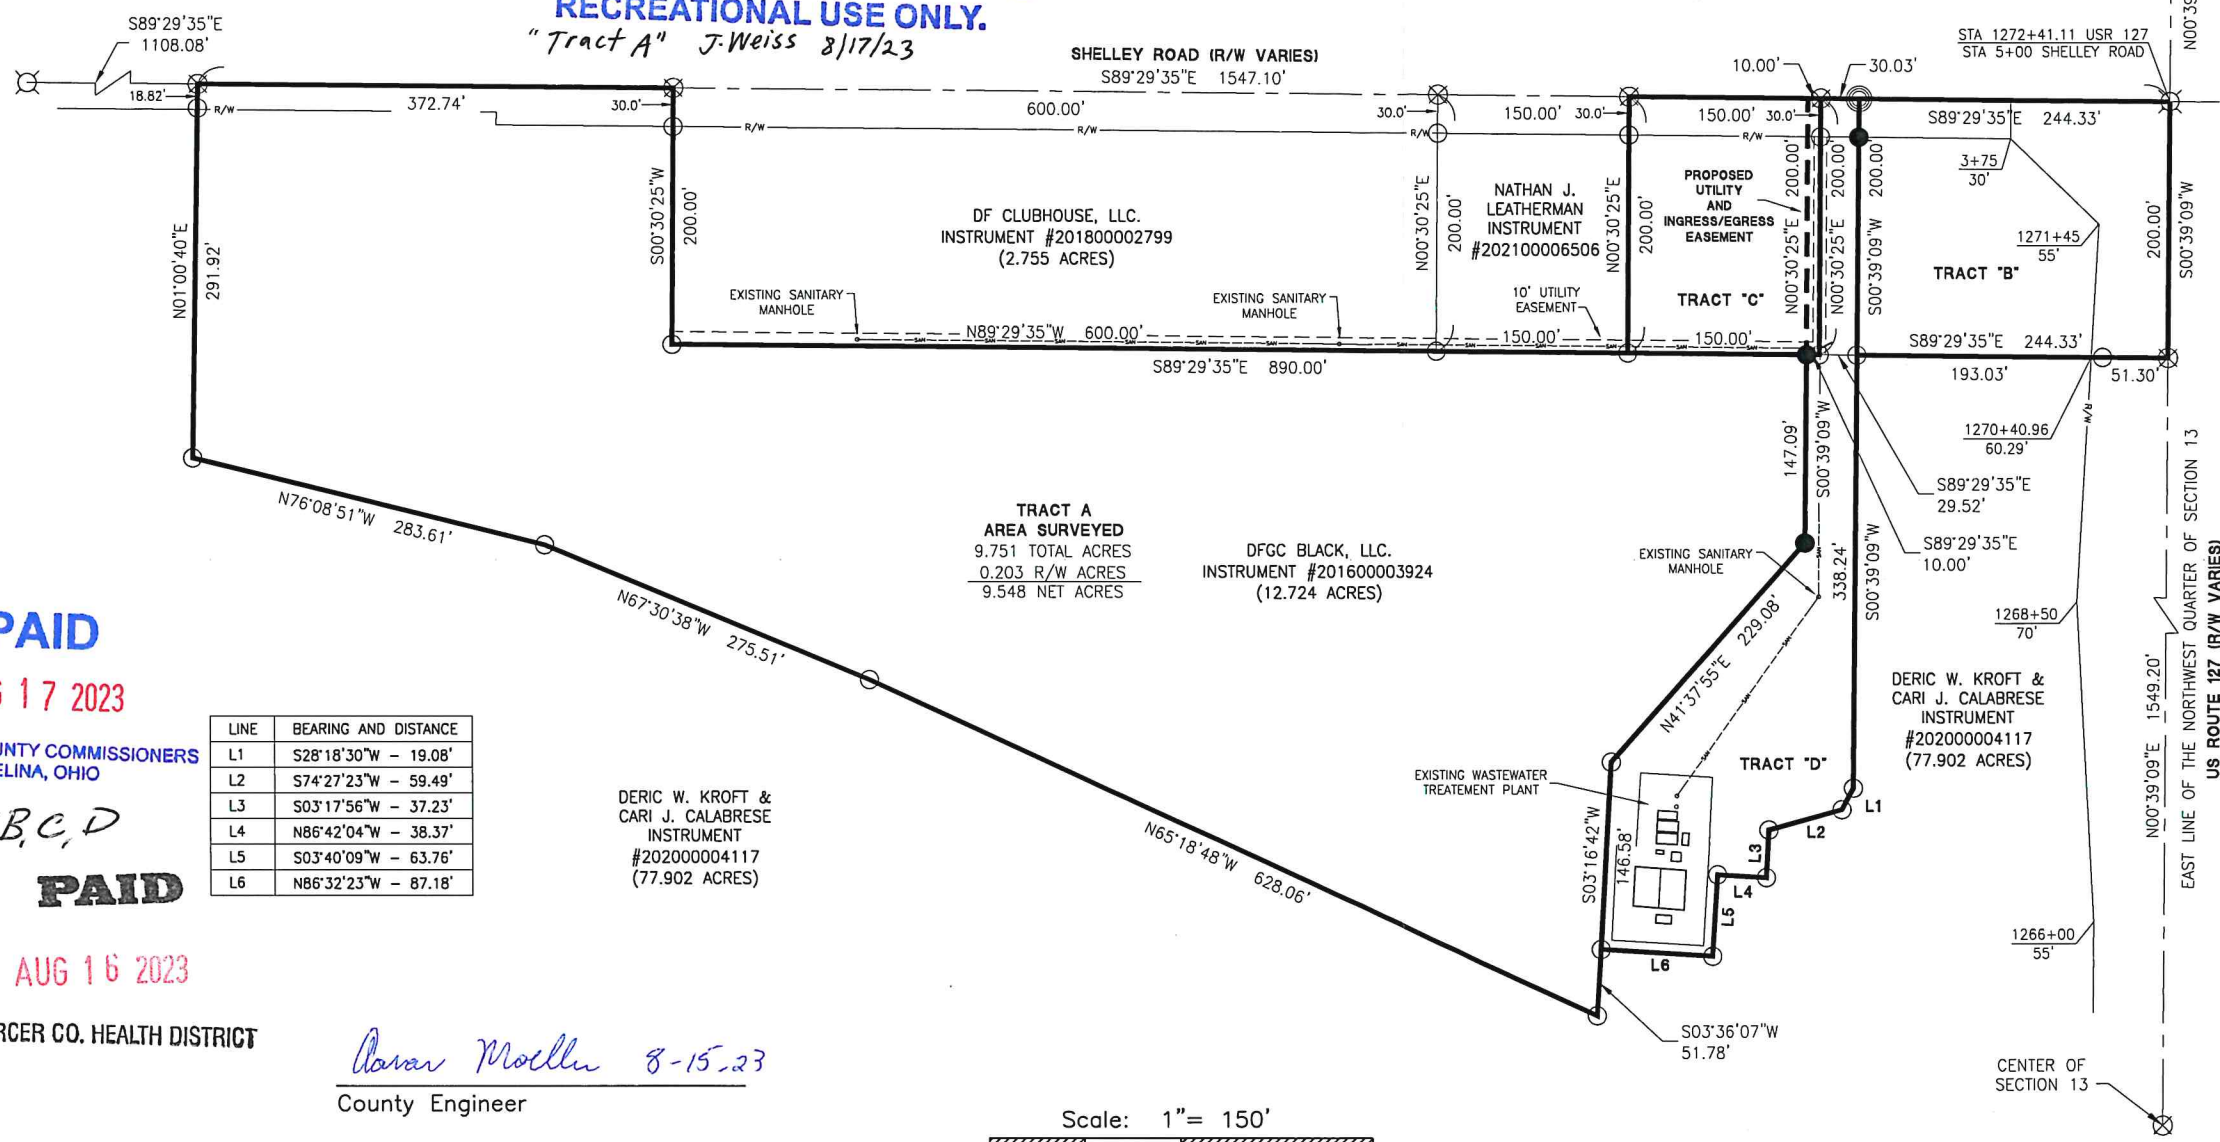 RECREATIONAL USE ONLY.
"Tract A" J. Weiss 8/17/23
S89°29'35"E
1108.08'
SHELLEY ROAD (R/W VARIES)
S89°29'35"E 1547.10'
STA 1272+41.11 USR 127
STA 5+00 SHELLEY ROAD
N00°39
10.00'
30.03'
18.82'
R/W
372.74'
30.0'
R/W
600.00'
R/W
30.0'
R/W
150.00'
30.0'
150.00'
30.0'
R/W
S89°29'35"E 244.33'
3+75
30'
N01°00'40"E
291.92'
S00°30'25"W
200.00'
DF CLUBHOUSE, LLC.
INSTRUMENT #201800002799
(2.755 ACRES)
N00°30'25"E
200.00'
NATHAN J.
LEATHERMAN
INSTRUMENT
#202100006506
N00°30'25"E
200.00'
PROPOSED
UTILITY
AND
INGRESS/EGRESS
EASEMENT
TRACT "C"
N00°30'25"E 200.00'
N00°30'25"E 200.00'
S00°39'09"W 200.00'
1271+45
55'
TRACT "B"
200.00'
S00°39'09"W
EXISTING SANITARY
MANHOLE
EXISTING SANITARY
MANHOLE
10' UTILITY
EASEMENT
N89°29'35"W 600.00'
150.00'
150.00'
SAN
S89°29'35"E 890.00'
S89°29'35"E 244.33'
193.03'
51.30'
R/W
1270+40.96
60.29'
S89°29'35"E
29.52'
S89°29'35"E
10.00'
147.09'
S00°39'09"W
338.24'
S00°39'09"W
N76°08'51"W 283.61'
N67°30'38"W 275.51'
N65°18'48"W 628.06'
TRACT A
AREA SURVEYED
9.751 TOTAL ACRES
0.203 R/W ACRES
9.548 NET ACRES
DFGC BLACK, LLC.
INSTRUMENT #201600003924
(12.724 ACRES)
EXISTING SANITARY
MANHOLE
N41°37'55"E 229.08'
SAN
1268+50
70'
N00°39'09"E 1549.20'
EAST LINE OF THE NORTHWEST QUARTER OF SECTION 13
US ROUTE 127 (R/W VARIES)
DERIC W. KROFT &
CARI J. CALABRESE
INSTRUMENT
#202000004117
(77.902 ACRES)
TRACT "D"
EXISTING WASTEWATER
TREATEMENT PLANT
S03°16'42"W
146.58'
L1
L2
L3
L4
L5
L6
1266+00
55'
S03°36'07"W
51.78'
CENTER OF
SECTION 13
PAID
17 2023
UNTY COMMISSIONERS
ELINA, OHIO
B, C, D
PAID
AUG 16 2023
RCER CO. HEALTH DISTRICT
LINE BEARING AND DISTANCE
L1 S28°18'30"W – 19.08'
L2 S74°27'23"W – 59.49'
L3 S03°17'56"W – 37.23'
L4 N86°42'04"W – 38.37'
L5 S03°40'09"W – 63.76'
L6 N86°32'23"W – 87.18'
DERIC W. KROFT &
CARI J. CALABRESE
INSTRUMENT
#202000004117
(77.902 ACRES)
8-15-23
County Engineer
Scale: 1"= 150'